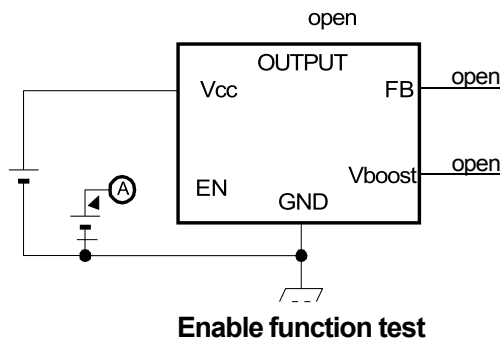 open
OUTPUT
Vcc
FB
open
Vboost
open
A
EN
GND
Enable function test